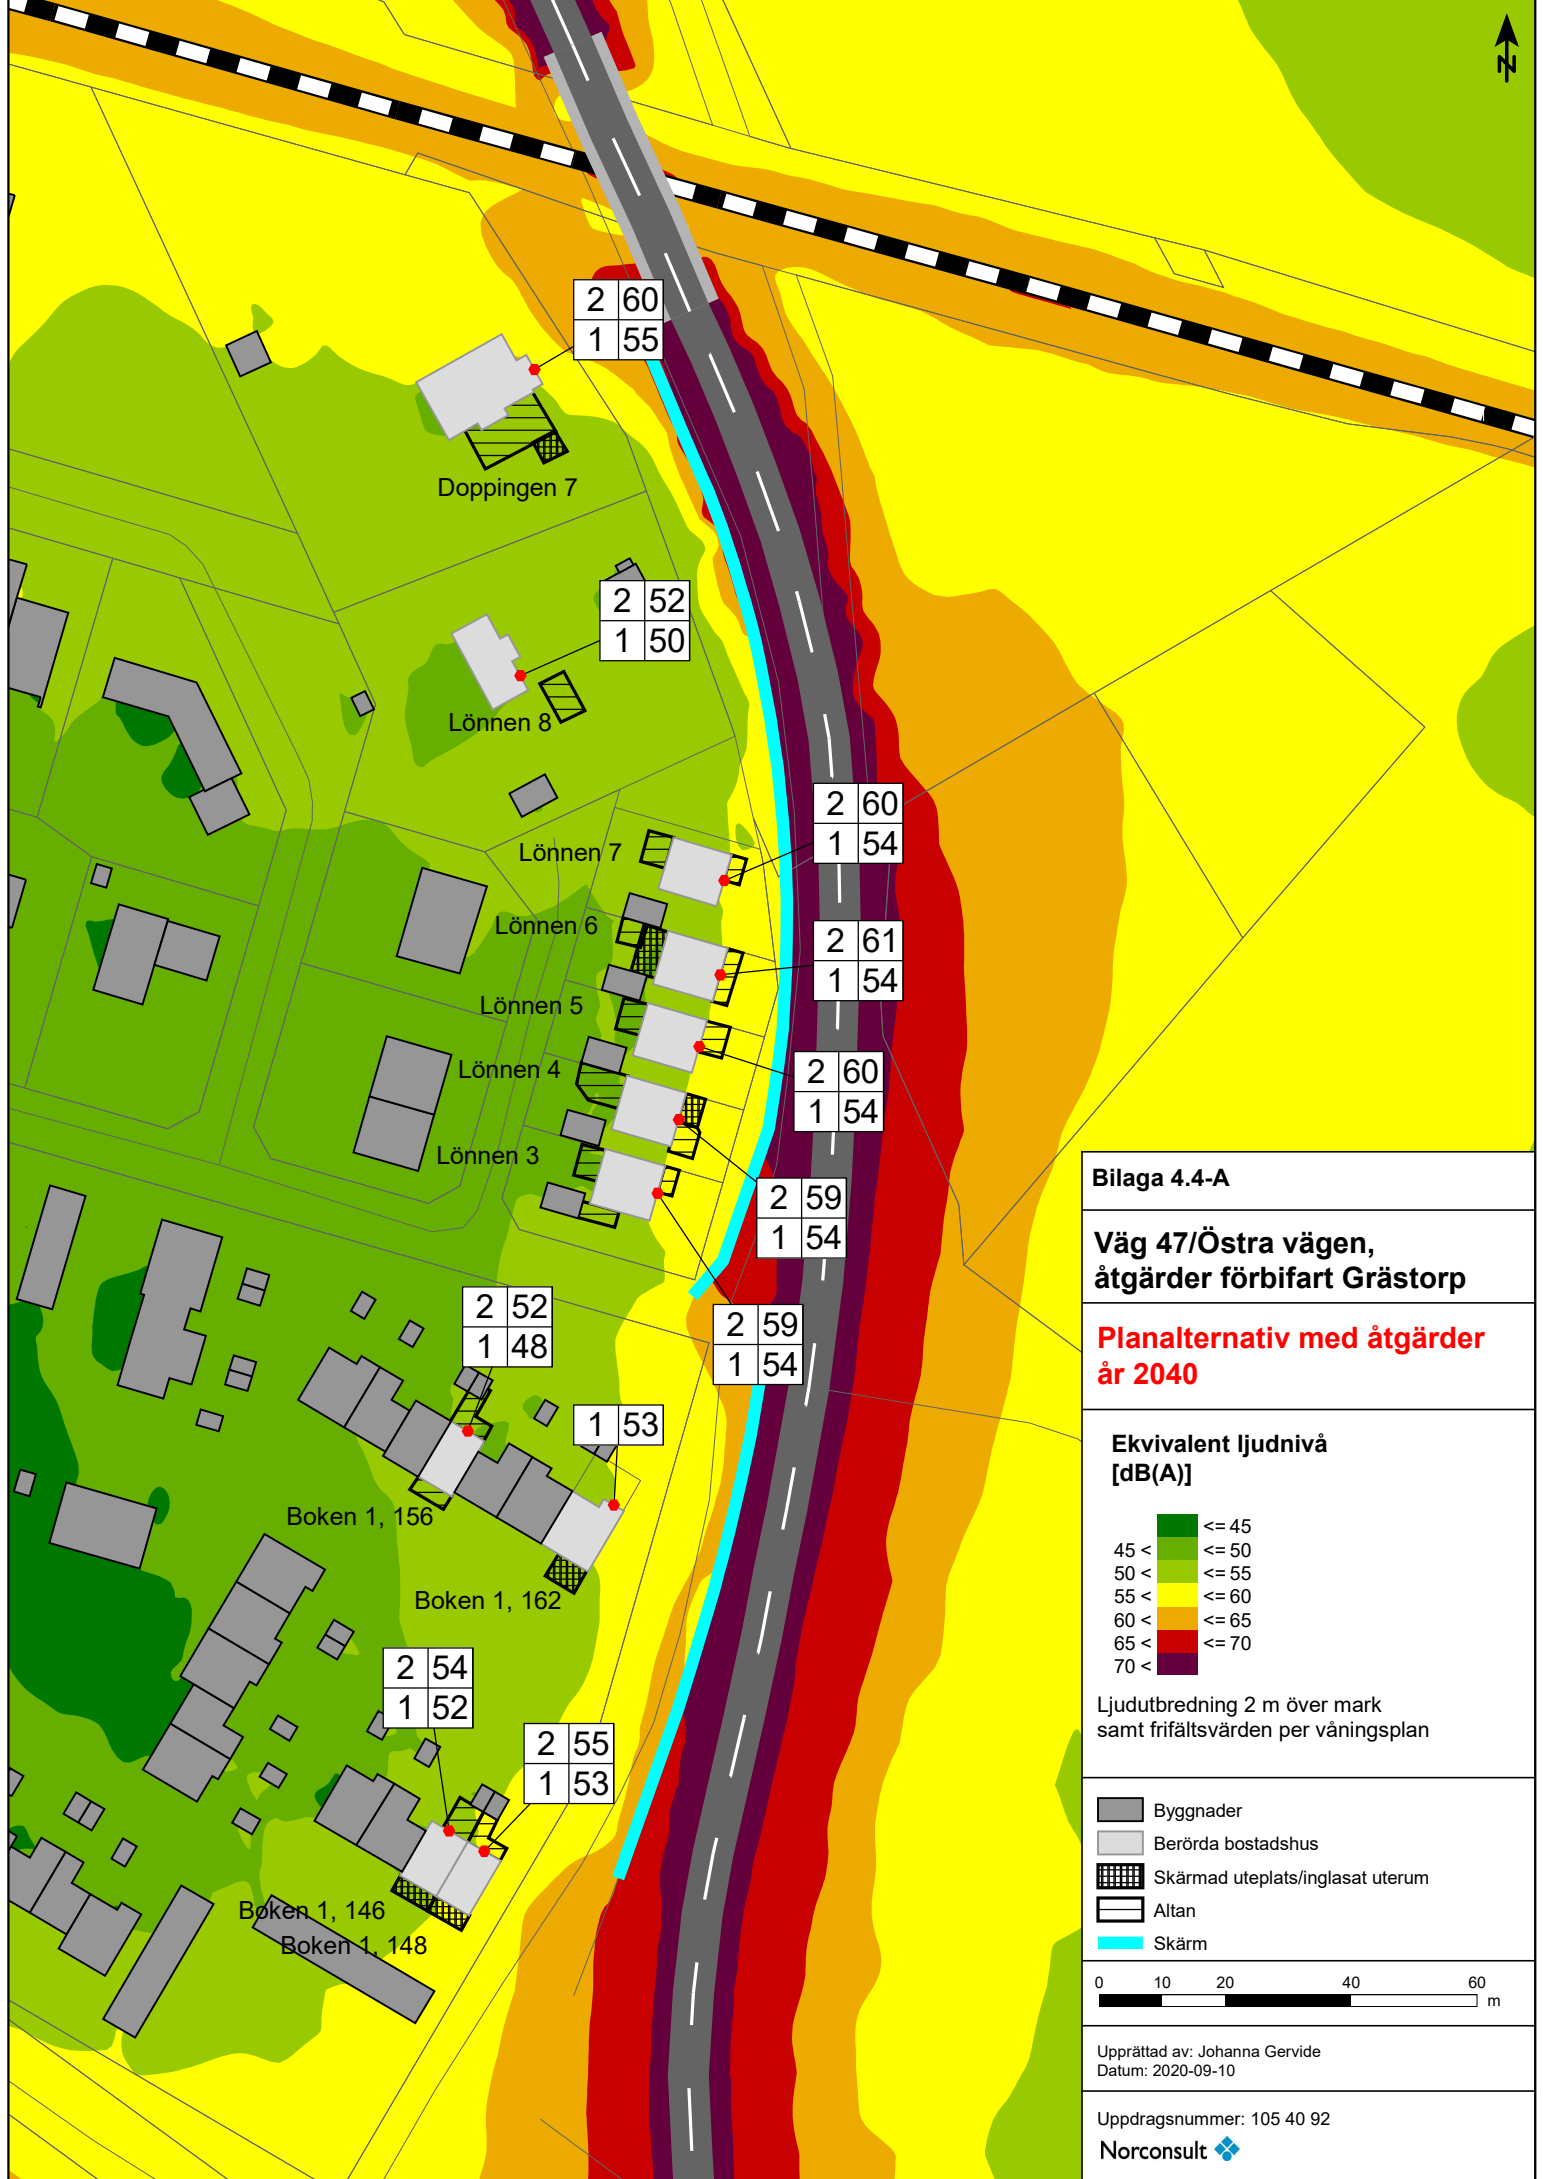 N
2 60
1 55
Doppingen 7
2 52
1 50
Lönnen 8
2 60
1 54
Lönnen 7
Lönnen 6
2 61
1 54
Lönnen 5
Lönnen 4
2 60
1 54
Lönnen 3
2 59
1 54
2 52
1 48
2 59
1 54
1 53
Boken 1, 156
Boken 1, 162
2 54
1 52
2 55
1 53
Boken 1, 146
Boken 1, 148
Bilaga 4.4-A
Väg 47/Östra vägen,
åtgärder förbifart Grästorp
Planalternativ med åtgärder
år 2040
Ekvivalent ljudnivå
[dB(A)]
<= 45
45 < <= 50
50 < <= 55
55 < <= 60
60 < <= 65
65 < <= 70
70 <
Ljudutbredning 2 m över mark
samt frifältsvärden per våningsplan
Byggnader
Berörda bostadshus
Skärmad uteplats/inglasat uterum
Altan
Skärm
0 10 20 40 60
m
Upprättad av: Johanna Gervide
Datum: 2020-09-10
Uppdragsnummer: 105 40 92
Norconsult